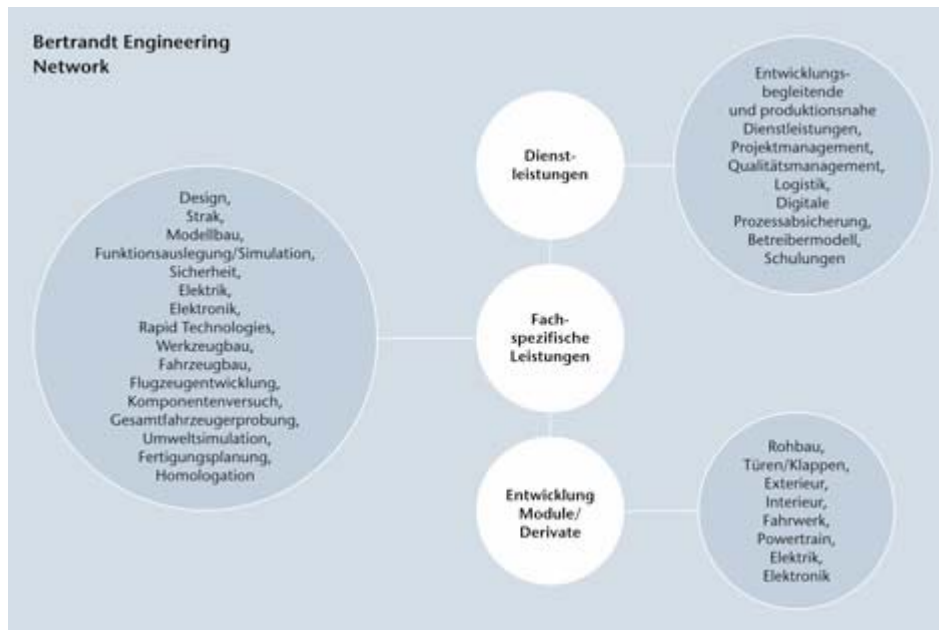 Bertrandt Engineering
Network
Dienst-
leistungen
Entwicklungs-
begleitende
und produktionsnahe
Dienstleistungen,
Projektmanagement,
Qualitätsmanagement,
Logistik,
Digitale
Prozessabsicherung,
Betreibermodell,
Schulungen
Design,
Strak,
Modellbau,
Funktionsauslegung/Simulation,
Sicherheit,
Elektrik,
Elektronik,
Rapid Technologies,
Werkzeugbau,
Fahrzeugbau,
Flugzeugentwicklung,
Komponentenversuch,
Gesamtfahrzeugerprobung,
Umweltsimulation,
Fertigungsplanung,
Homologation
Fach-
spezifische
Leistungen
Entwicklung
Module/
Derivate
Rohbau,
Türen/Klappen,
Exterieur,
Interieur,
Fahrwerk,
Powertrain,
Elektrik,
Elektronik